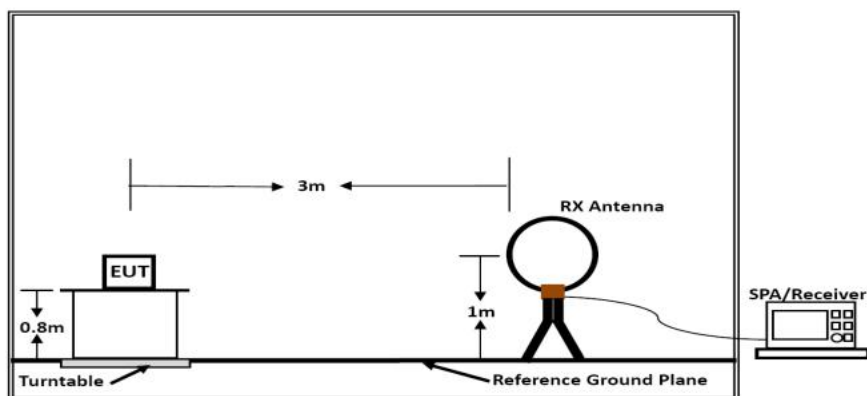 3m
RX Antenna
EUT
SPA/Receiver
0.8m
1m
Turntable
Reference Ground Plane